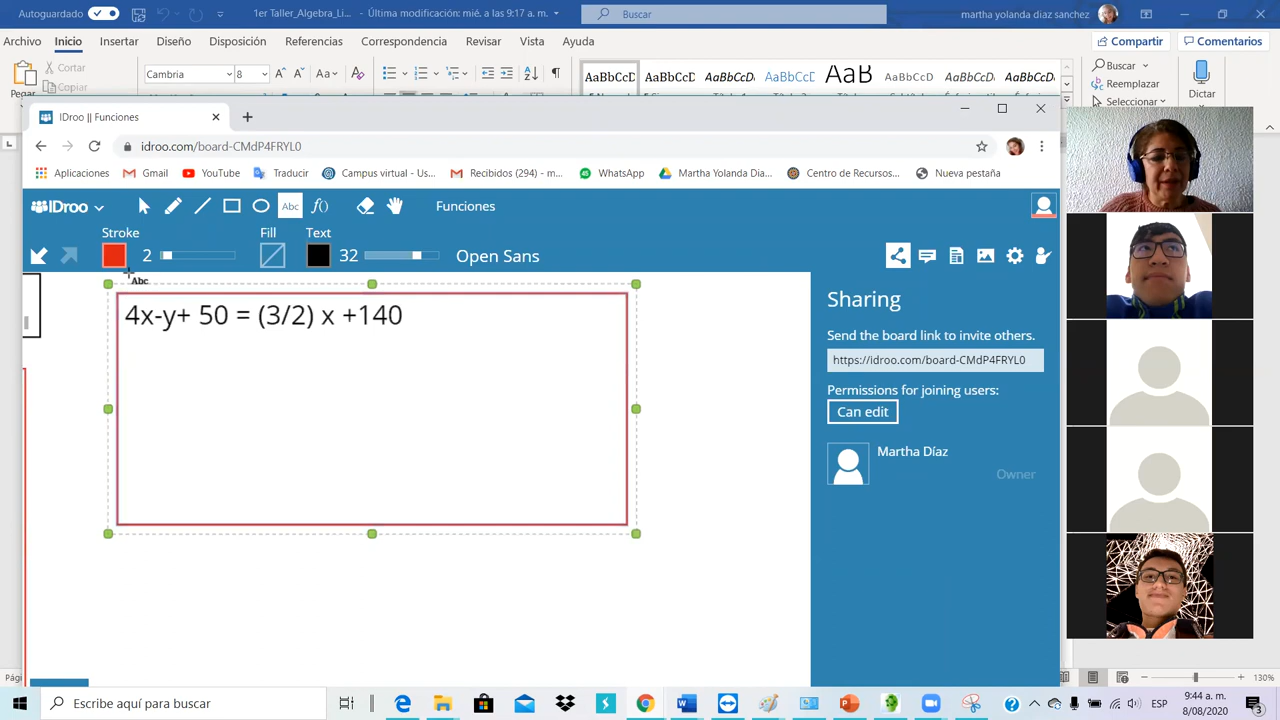 Autoguardado
1er Taller_Algebra_Li...
Última modificación: mié. a las 9:17 a. m.
Buscar
martha yolanda diaz sanchez
Archivo Inicio Insertar Diseño Disposición Referencias Correspondencia Revisar Vista Ayuda
Compartir Comentarios
Cortar
Copiar
Pegar
Cambria 8
AaBbCcD AaBbCcD AaBbCcD AaBbCcD AaB AaBbCcD AaBbCcDd AaBbCcDd
Buscar
Reemplazar
Seleccionar
Dictar
IDroo || Funciones
idroo.com/board-CMdP4FRYL0
Aplicaciones Gmail YouTube Traducir Campus virtual - Us... Recibidos (294) - m... WhatsApp Martha Yolanda Dia... Centro de Recursos... Nueva pestaña
IDroo Abc f() Funciones
Stroke Fill Text
2 32 Open Sans
Abc
4x-y+ 50 = (3/2) x +140
Sharing
Send the board link to invite others.
https://idroo.com/board-CMdP4FRYL0
Permissions for joining users:
Can edit
Martha Díaz
Owner
Pági
130%
Escribe aquí para buscar
ESP
9:44 a. m.
8/08/2020
3